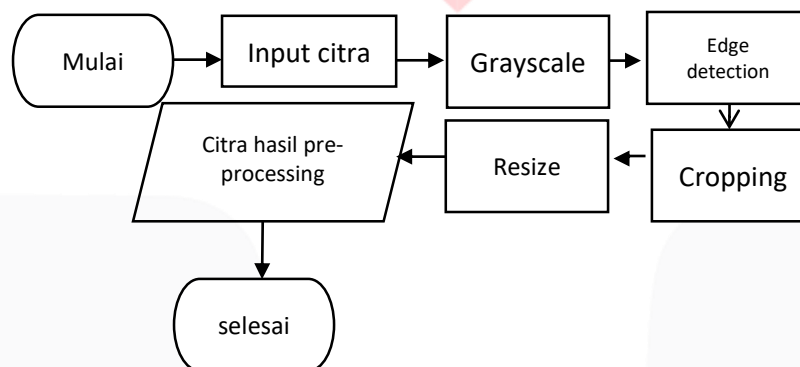 Mulai
Input citra
Grayscale
Edge
detection
Cropping
Resize
Citra hasil pre-
processing
selesai